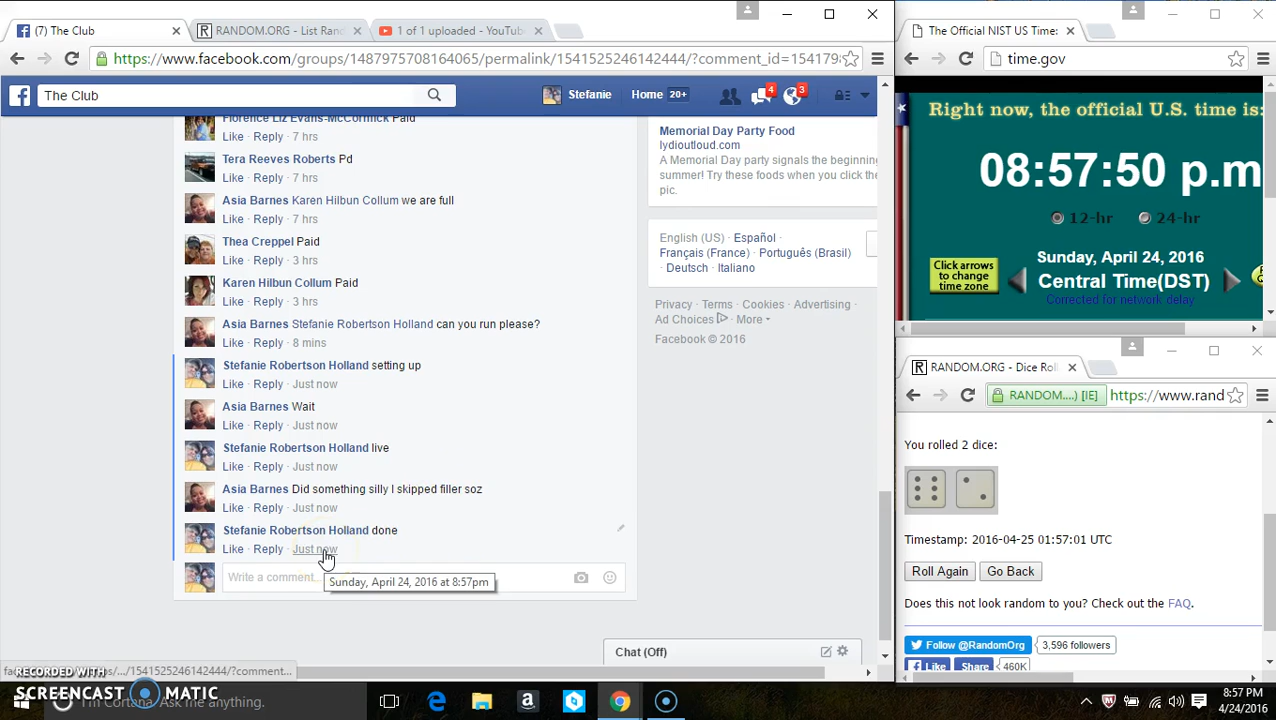 (7) The Club
RANDOM.ORG - List Ran
1 of 1 uploaded - YouTub
https://www.facebook.com/groups/1487975708164065/permalink/1541525246142444/?comment_id=154179
The Club
Stefanie
Home 20+
4
3
Florence Liz Evans-McCormick Paid
Like · Reply · 7 hrs
Tera Reeves Roberts Pd
Like · Reply · 7 hrs
Asia Barnes Karen Hilbun Collum we are full
Like · Reply · 7 hrs
Thea Creppel Paid
Like · Reply · 3 hrs
Karen Hilbun Collum Paid
Like · Reply · 3 hrs
Asia Barnes Stefanie Robertson Holland can you run please?
Like · Reply · 8 mins
Stefanie Robertson Holland setting up
Like · Reply · Just now
Asia Barnes Wait
Like · Reply · Just now
Stefanie Robertson Holland live
Like · Reply · Just now
Asia Barnes Did something silly I skipped filler soz
Like · Reply · Just now
Stefanie Robertson Holland done
Like · Reply · Just now
Write a comment...
Sunday, April 24, 2016 at 8:57pm
Memorial Day Party Food
lydioutloud.com
A Memorial Day party signals the beginning
summer! Try these foods when you click the
pic.
English (US) · Español ·
Français (France) · Português (Brasil)
· Deutsch · Italiano
Privacy · Terms · Cookies · Advertising ·
Ad Choices · More
Facebook © 2016
Chat (Off)
/1541525246142444/?comment...
RECORDED WITH
SCREENCAST MATIC
I'm Cortana. Ask me anything.
The Official NIST US Time:
time.gov
Right now, the official U.S. time is:
08:57:50 p.m
12-hr
24-hr
Click arrows
to change
time zone
Sunday, April 24, 2016
Central Time(DST)
Corrected for network delay
RANDOM.ORG - Dice Roll
RANDOM....) [IE]
https://www.rand
You rolled 2 dice:
Timestamp: 2016-04-25 01:57:01 UTC
Roll Again
Go Back
Does this not look random to you? Check out the FAQ.
Follow @RandomOrg
3,596 followers
Like
Share
460K
8:57 PM
4/24/2016